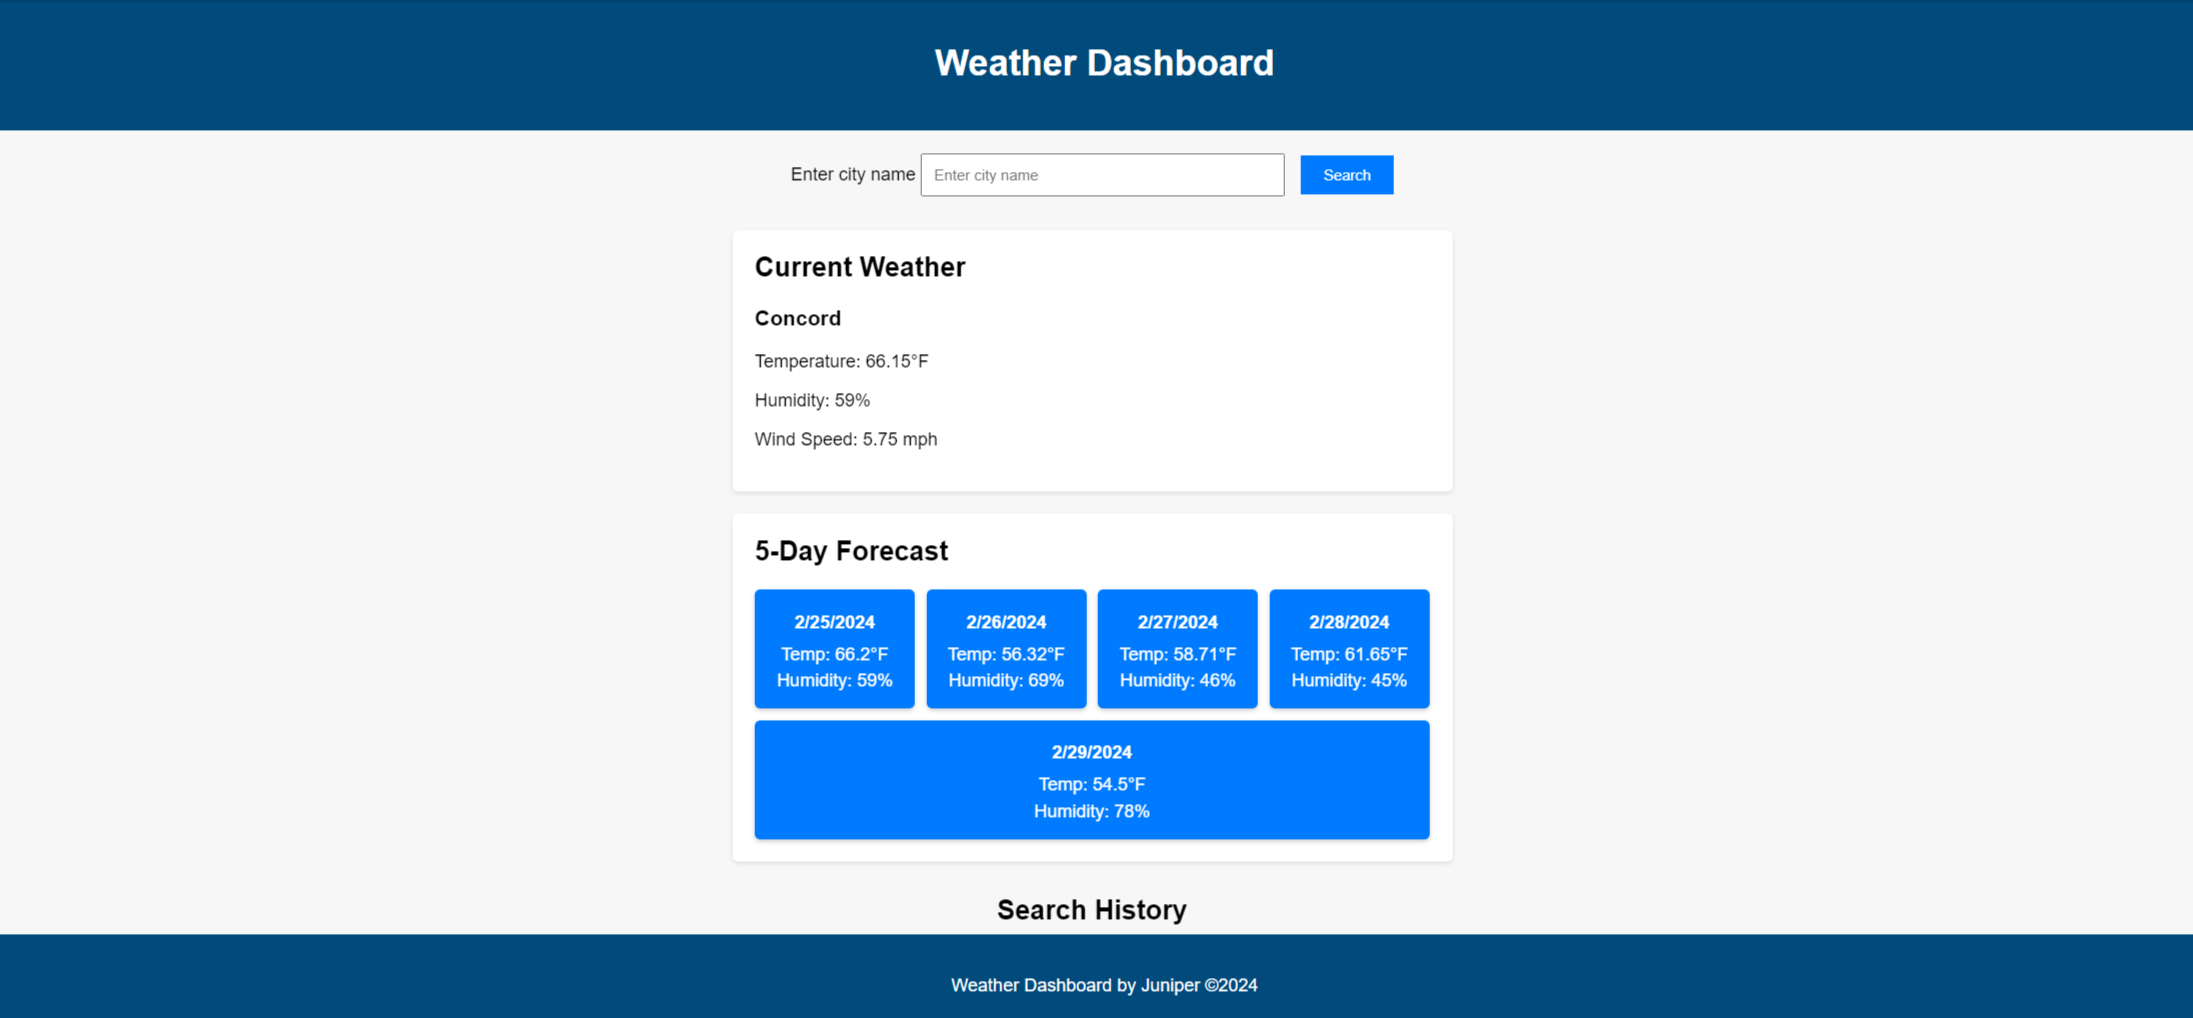 Weather Dashboard
Enter city name Enter city name Search
Current Weather
Concord
Temperature: 66.15°F
Humidity: 59%
Wind Speed: 5.75 mph
5-Day Forecast
2/25/2024
Temp: 66.2°F
Humidity: 59%
2/26/2024
Temp: 56.32°F
Humidity: 69%
2/27/2024
Temp: 58.71°F
Humidity: 46%
2/28/2024
Temp: 61.65°F
Humidity: 45%
2/29/2024
Temp: 54.5°F
Humidity: 78%
Search History
Weather Dashboard by Juniper ©2024